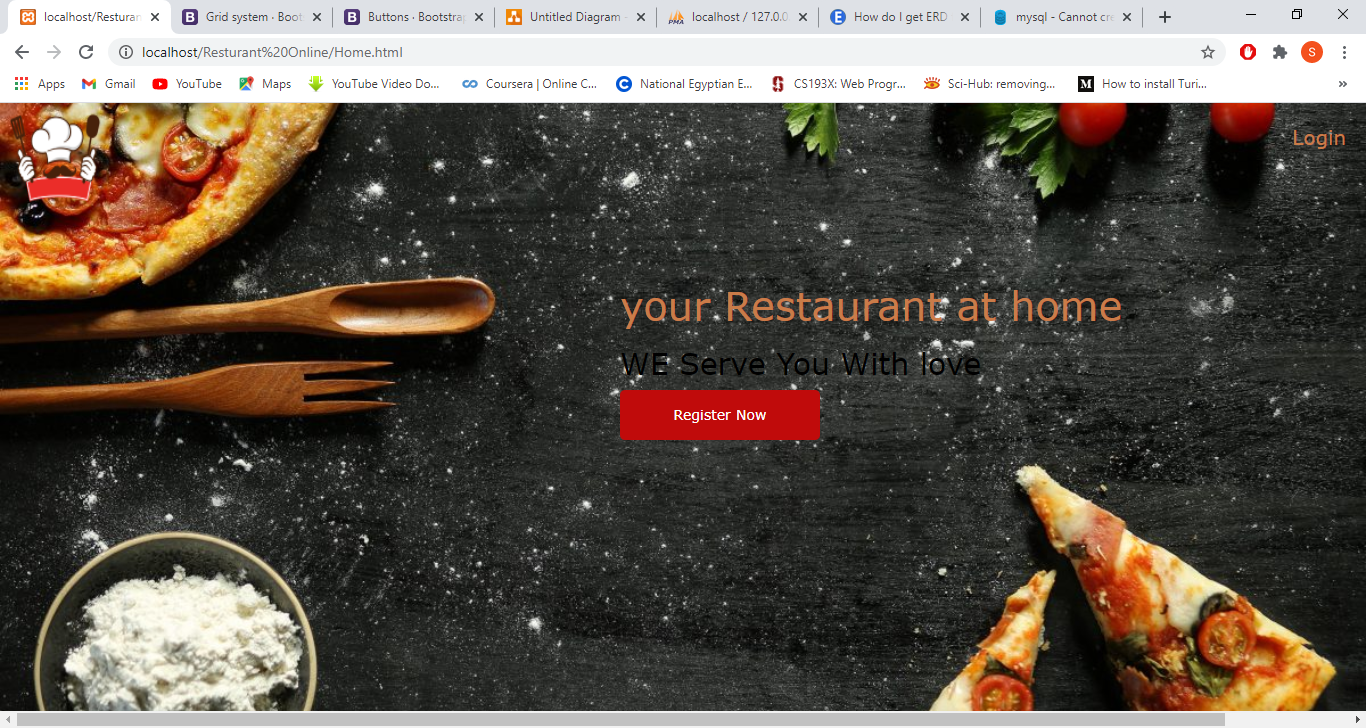 localhost/Resturan
Grid system · Boot
Buttons · Bootstrap
Untitled Diagram -
localhost / 127.0.0
How do I get ERD
mysql - Cannot cre
localhost/Resturant%20Online/Home.html
S
Apps
Gmail
YouTube
Maps
YouTube Video Do...
Coursera | Online C...
National Egyptian E...
CS193X: Web Progr...
Sci-Hub: removing...
How to install Turi...
»
Login
your Restaurant at home
WE Serve You With love
Register Now